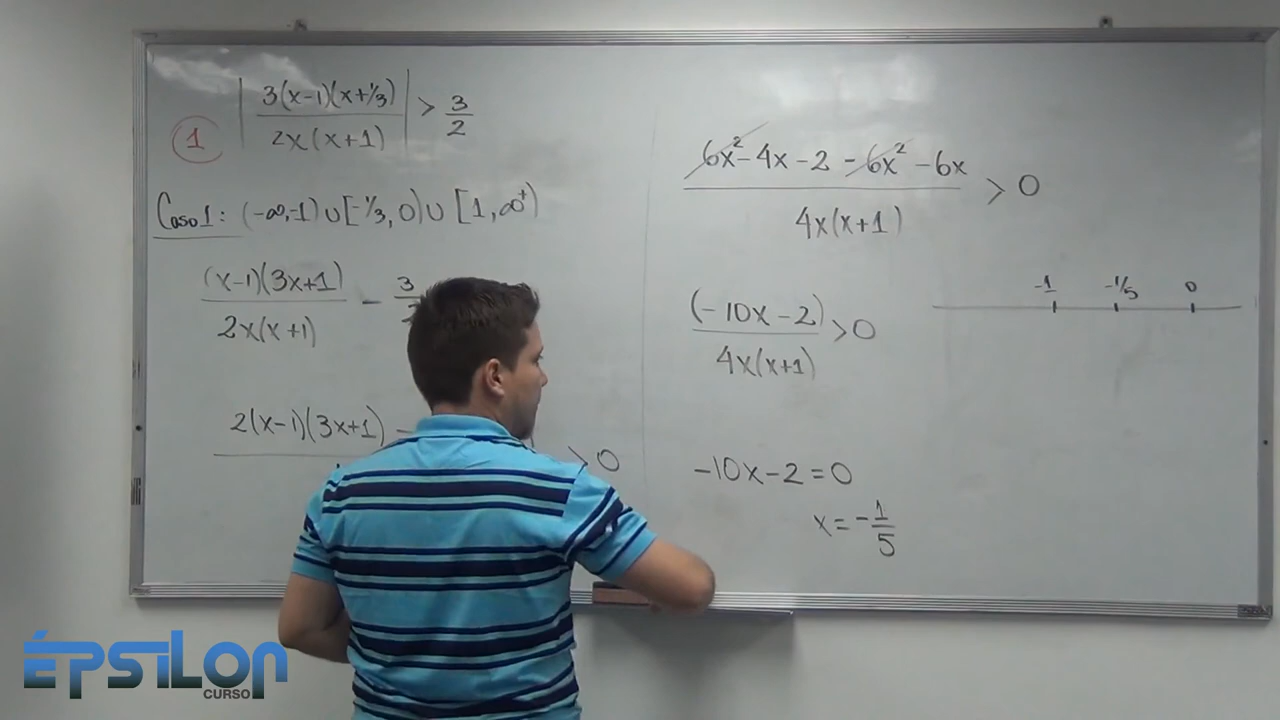 |3(x-1)(x+1/3)| > 3
2x(x+1) 2
1
Caso 1: (-∞,-1) ∪ [-1/3, 0) ∪ [1, ∞⁺)
(x-1)(3x+1) - 3
2x(x+1)
2(x-1)(3x+1) -
> 0
6x² - 4x - 2 - 6x² - 6x > 0
4x(x+1)
(-10x - 2) > 0
4x(x+1)
-10x - 2 = 0
x = -1/5
-1 -1/5 0
ÉPSILON
CURSO